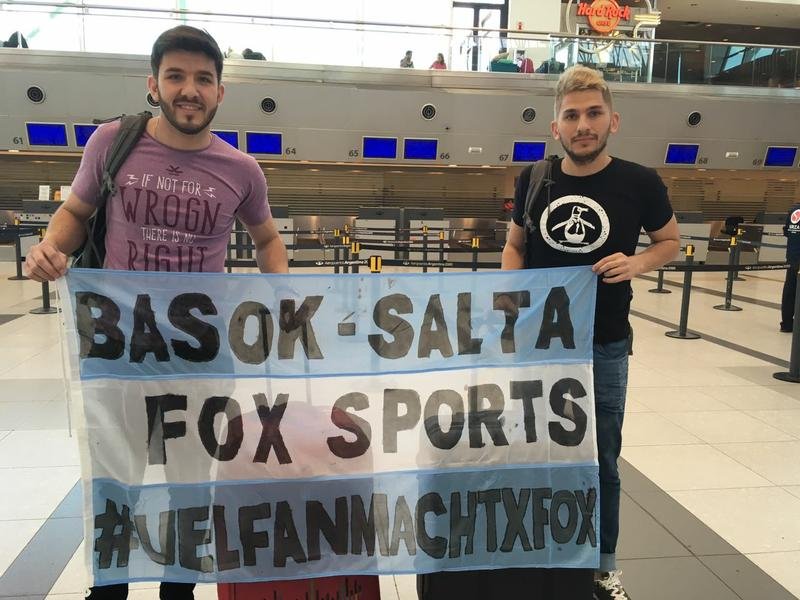 Hard Rock
CAFE
61
64
65
66
67
68
69
IF NOT FOR
WROGN
THERE IS NO
RIGHT
BASOK-SALTA
FOX SPORTS
#UELFANMACHTXFOX